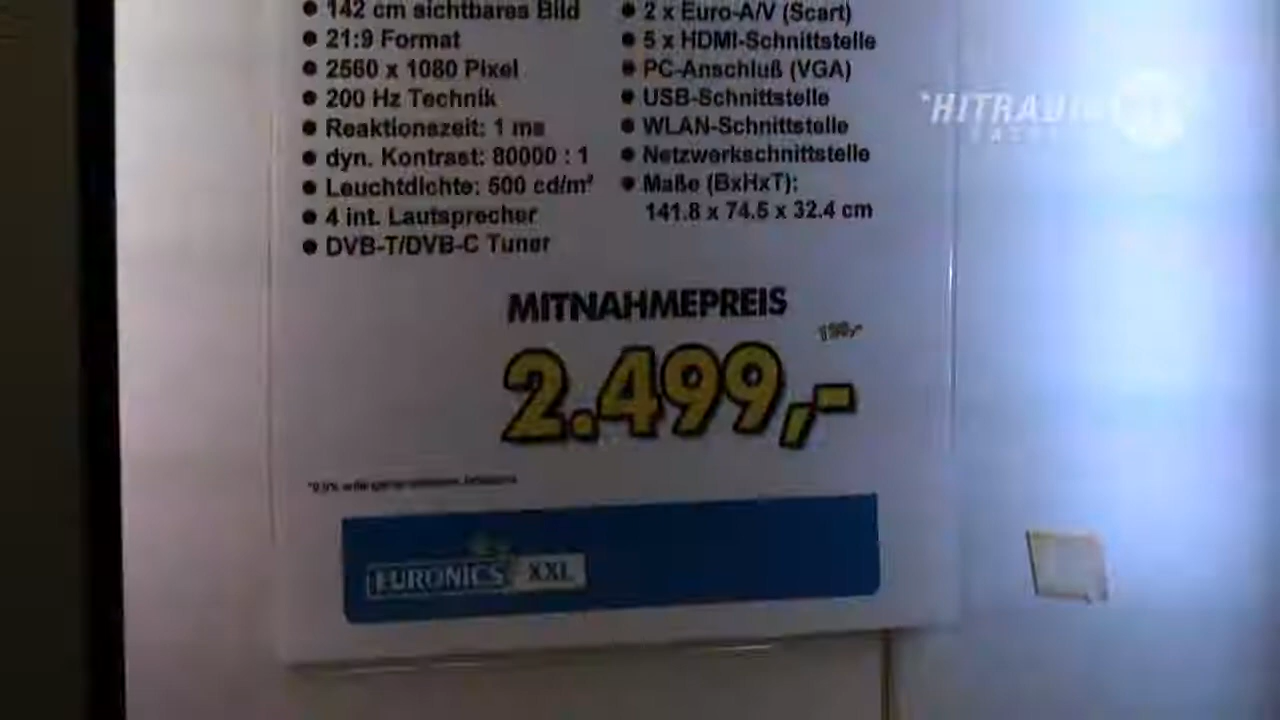 ● 142 cm sichtbares Bild
● 21:9 Format
● 2560 x 1080 Pixel
● 200 Hz Technik
● Reaktionszeit: 1 ms
● dyn. Kontrast: 80000 : 1
● Leuchtdichte: 500 cd/m²
● 4 int. Lautsprecher
● DVB-T/DVB-C Tuner
● 2 x Euro-A/V (Scart)
● 5 x HDMI-Schnittstelle
● PC-Anschluß (VGA)
● USB-Schnittstelle
● WLAN-Schnittstelle
● Netzwerkschnittstelle
● Maße (BxHxT):
141.8 x 74.5 x 32.4 cm
HITRADIO
MITNAHMEPREIS
2.499,-
EURONICS XXL